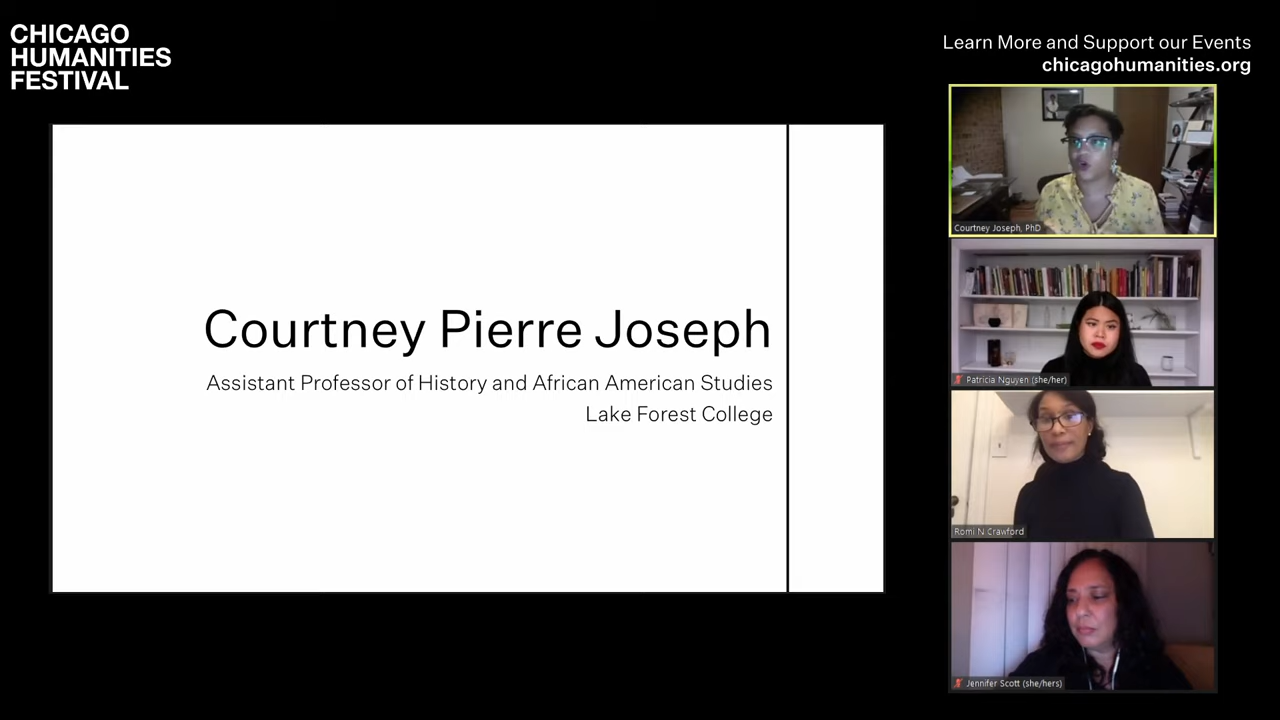 CHICAGO
HUMANITIES
FESTIVAL
Learn More and Support our Events
chicagohumanities.org
Courtney Pierre Joseph
Assistant Professor of History and African American Studies
Lake Forest College
Courtney Joseph, PhD
Patricia Nguyen (she/her)
Romi N Crawford
Jennifer Scott (she/hers)